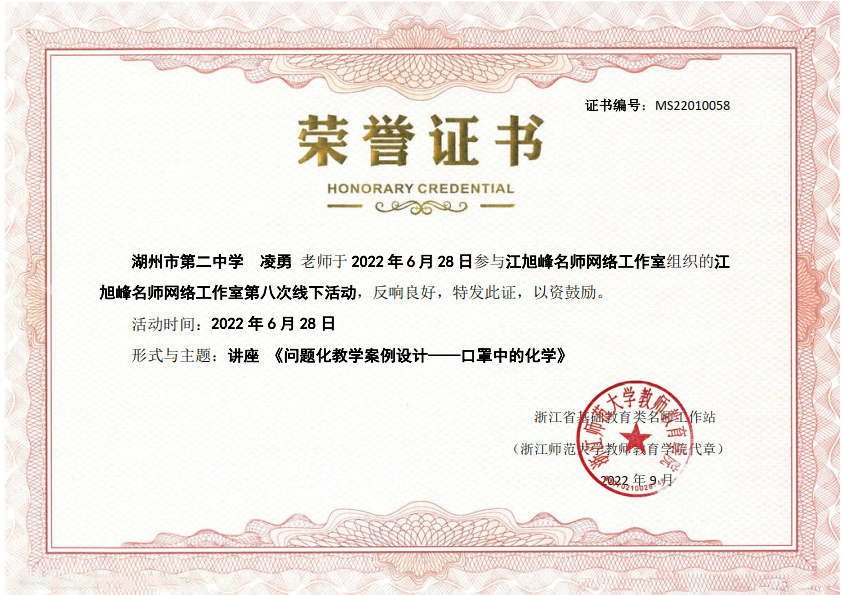 证书编号：MS22010058
荣誉证书
HONORARY CREDENTIAL
湖州市第二中学 凌勇 老师于 2022 年 6 月 28 日参与江旭峰名师网络工作室组织的江
旭峰名师网络工作室第八次线下活动，反响良好，特发此证，以资鼓励。
活动时间：2022 年 6 月 28 日
形式与主题：讲座 《问题化教学案例设计——口罩中的化学》
浙江省基础教育类名师工作站
（浙江师范大学教师教育学院代章）
2022 年 9 月
浙江师范大学教师教育学院